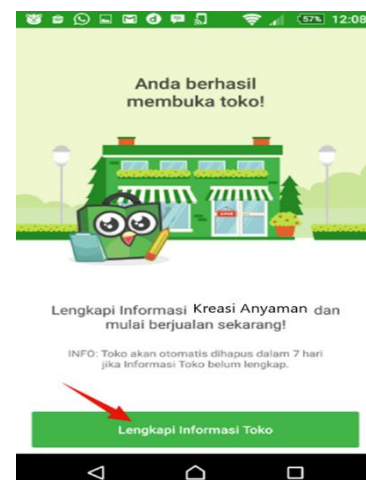 57% 12:08
Anda berhasil
membuka toko!
Lengkapi Informasi Kreasi Anyaman dan
mulai berjualan sekarang!
INFO: Toko akan otomatis dihapus dalam 7 hari
jika Informasi Toko belum lengkap.
Lengkapi Informasi Toko